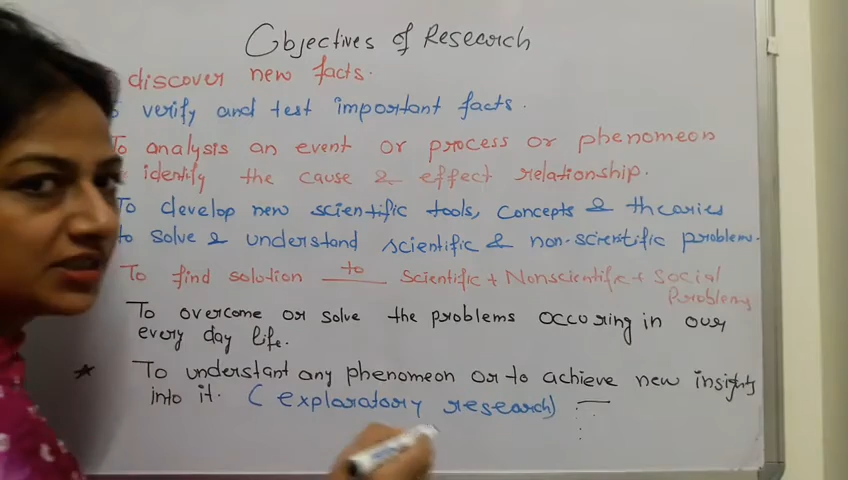 Objectives of Research
discover new facts.
verify and test important facts.
To analysis an event or process or phenomeon
identify the cause & effect relationship.
To develop new scientific tools, concepts & thearies
to solve & understand scientific & non-scientific problems.
To find solution to Scientific + Nonscientific + Social Problems
To overcome or solve the problems occuring in our
every day life.
* To understant any phenomeon or to achieve new insights
into it. (exploratory research)